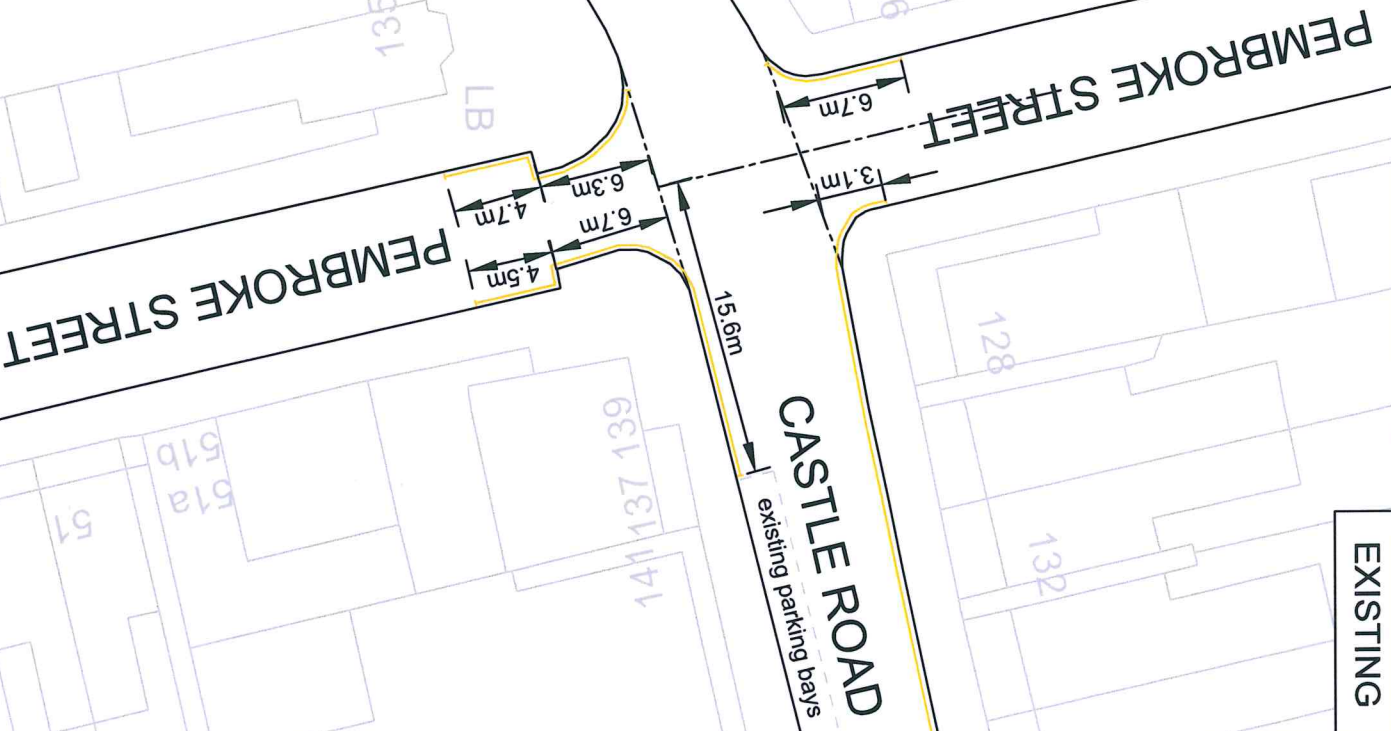 135
LB
PEMBROKE STREET
6.7m
3.1m
6.3m
4.7m
6.7m
4.5m
PEMBROKE STREET
15.6m
CASTLE ROAD
existing parking bays
128
132
139
137
141
51b
51a
51
EXISTING